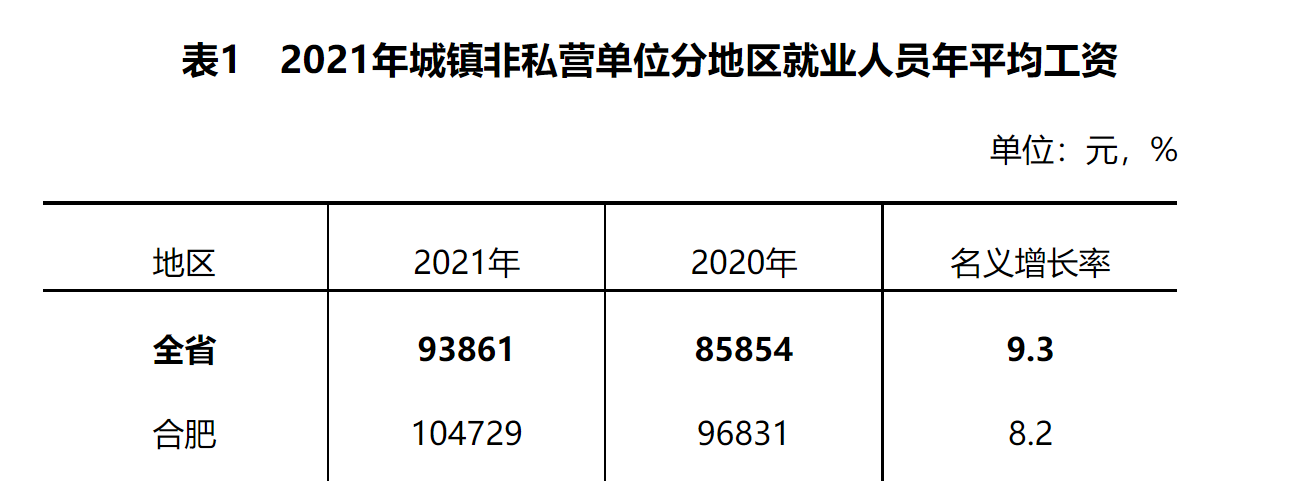 表1 2021年城镇非私营单位分地区就业人员年平均工资
单位：元，%
地区 2021年 2020年 名义增长率
全省 93861 85854 9.3
合肥 104729 96831 8.2